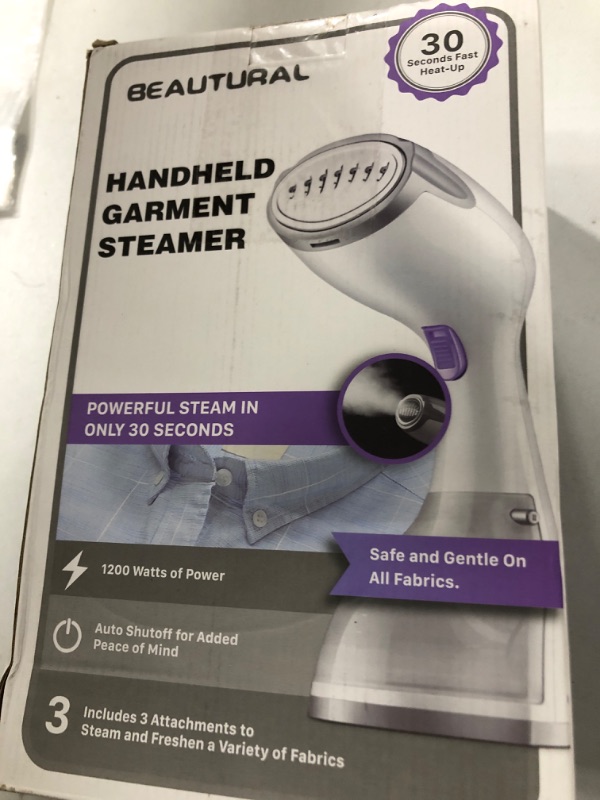 BEAUTURAL
30
Seconds Fast
Heat-Up
HANDHELD
GARMENT
STEAMER
POWERFUL STEAM IN
ONLY 30 SECONDS
Safe and Gentle On
All Fabrics.
1200 Watts of Power
Auto Shutoff for Added
Peace of Mind
3
Includes 3 Attachments to
Steam and Freshen a Variety of Fabrics